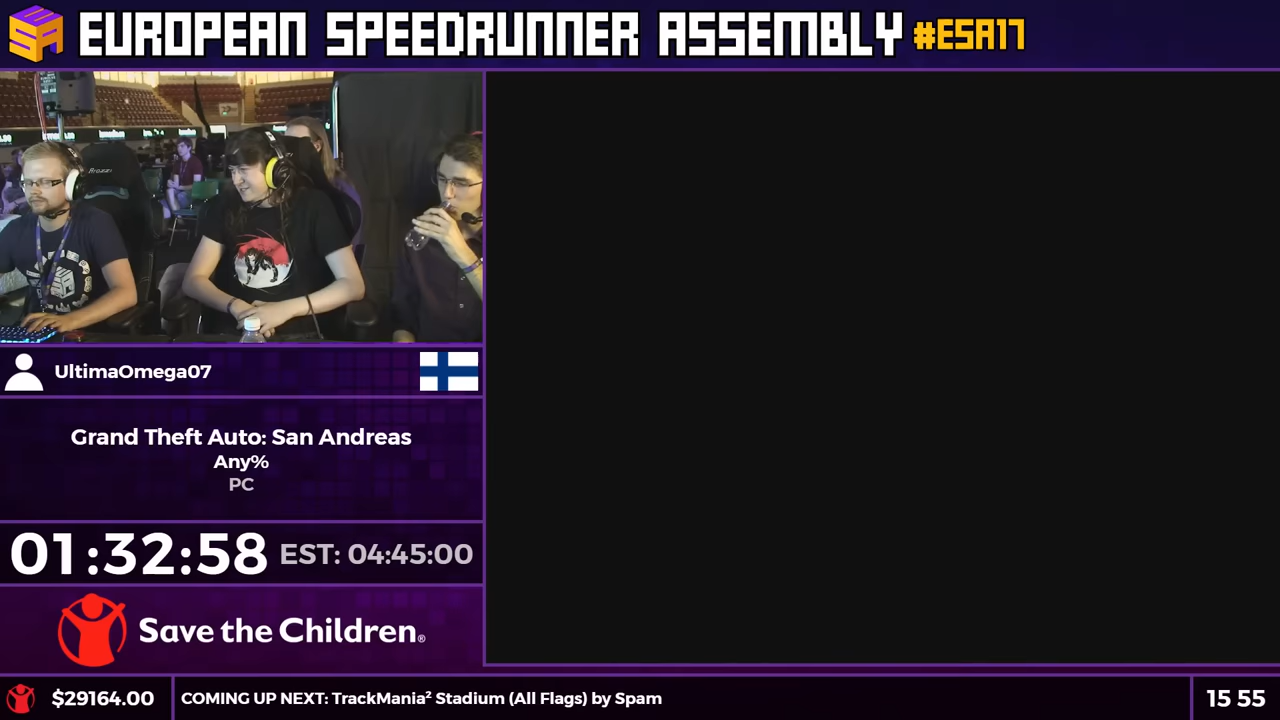 EUROPEAN SPEEDRUNNER ASSEMBLY #ESA17
UltimaOmega07
Grand Theft Auto: San Andreas
Any%
PC
01:32:58 EST: 04:45:00
Save the Children®
$29164.00 COMING UP NEXT: TrackMania² Stadium (All Flags) by Spam 15 55